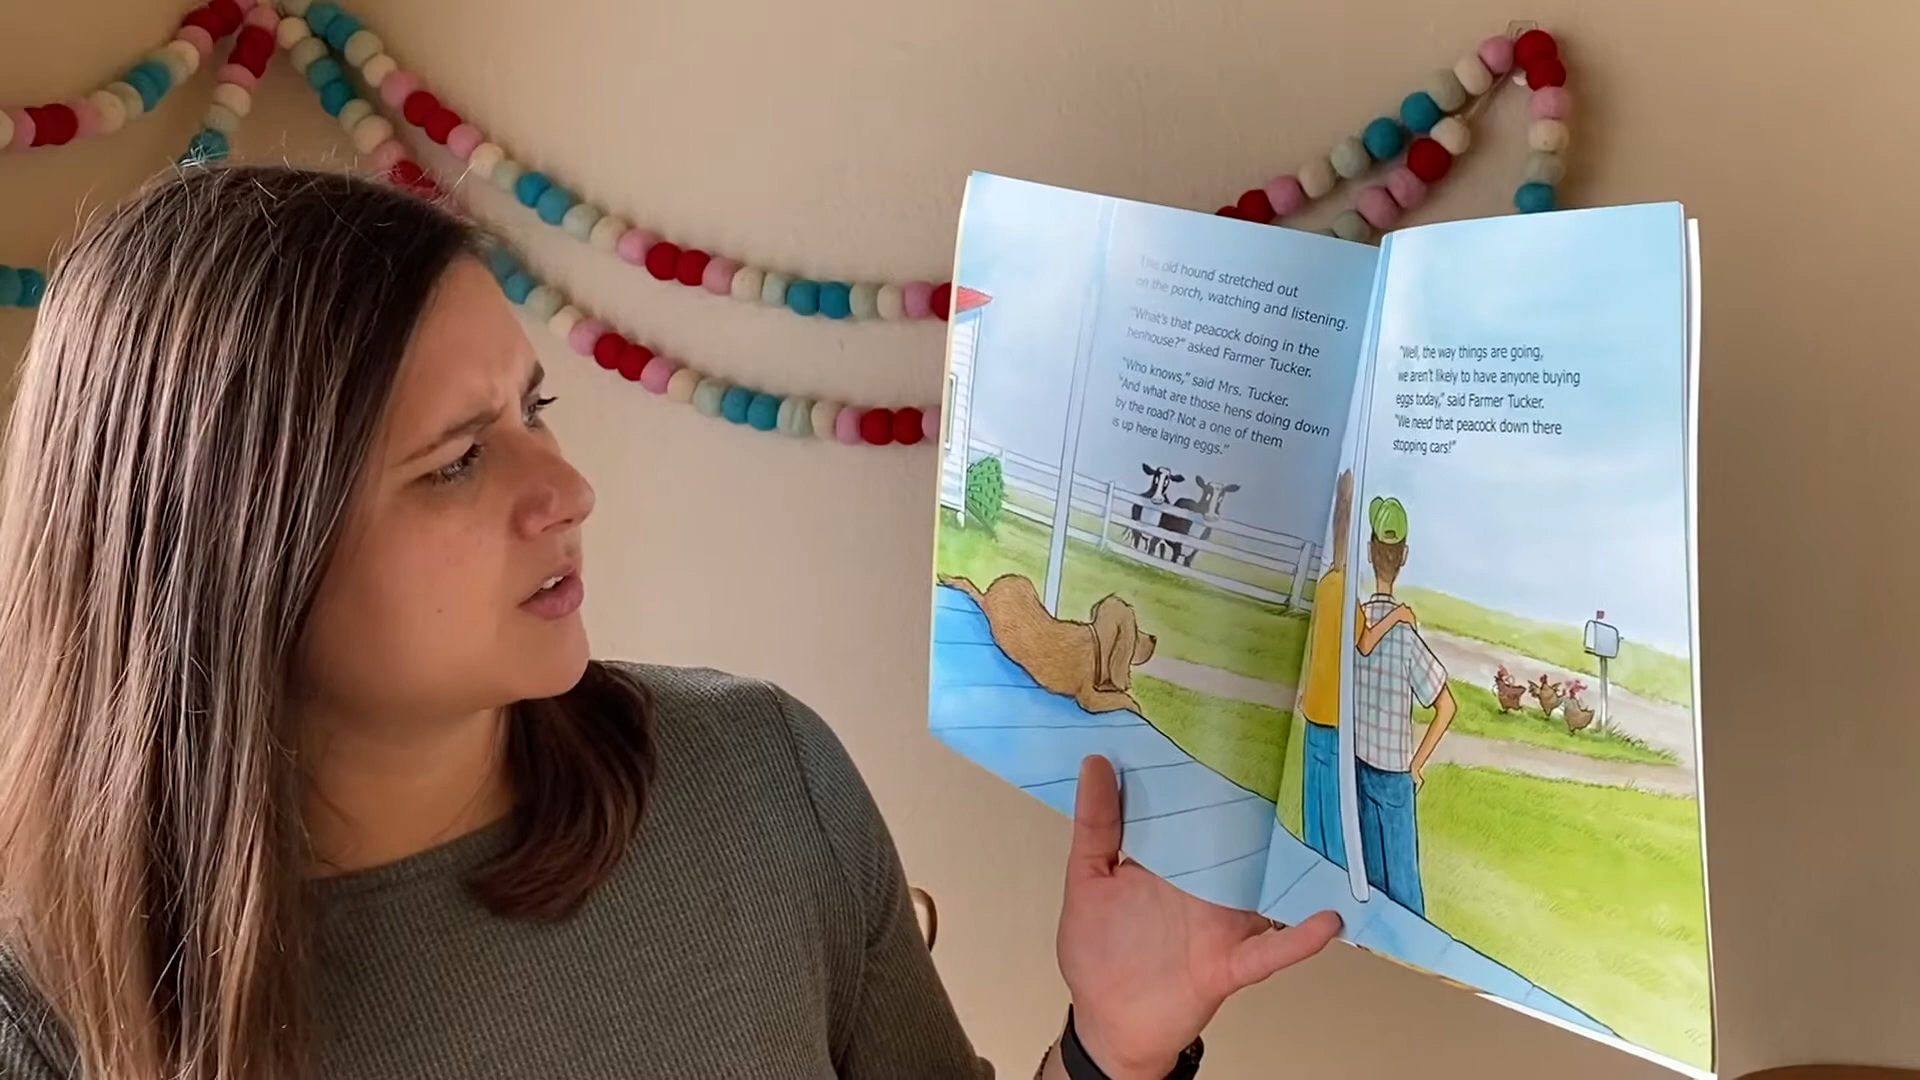 The old hound stretched out
on the porch, watching and listening.
"What's that peacock doing in the
henhouse?" asked Farmer Tucker.
"Who knows," said Mrs. Tucker.
"And what are those hens doing down
by the road? Not a one of them
is up here laying eggs."
"Well, the way things are going,
we aren't likely to have anyone buying
eggs today," said Farmer Tucker.
"We need that peacock down there
stopping cars!"